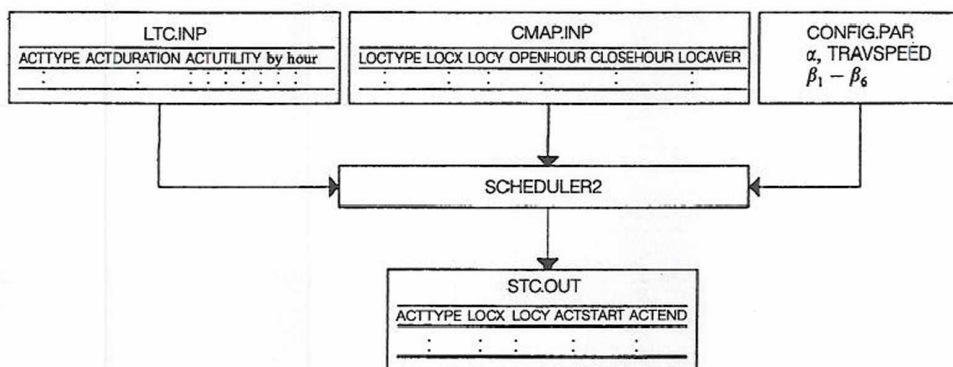 LTC.INP
ACTTYPE ACTDURATION ACTUTILITY by hour
: : : : : : : :
CMAP.INP
LOCTYPE LOCX LOCY OPENHOUR CLOSEHOUR LOCAVER
: : : : : :
CONFIG.PAR
α, TRAVSPEED
β₁ − β₆
SCHEDULER2
STC.OUT
ACTTYPE LOCX LOCY ACTSTART ACTEND
: : : : :